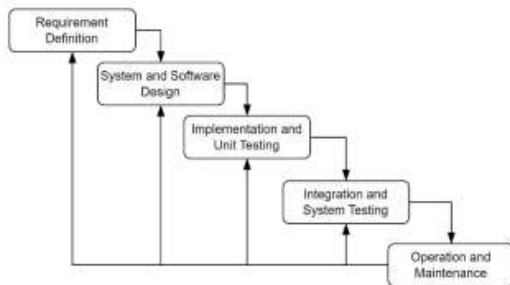 Requirement
Definition
System and Software
Design
Implementation and
Unit Testing
Integration and
System Testing
Operation and
Maintenance